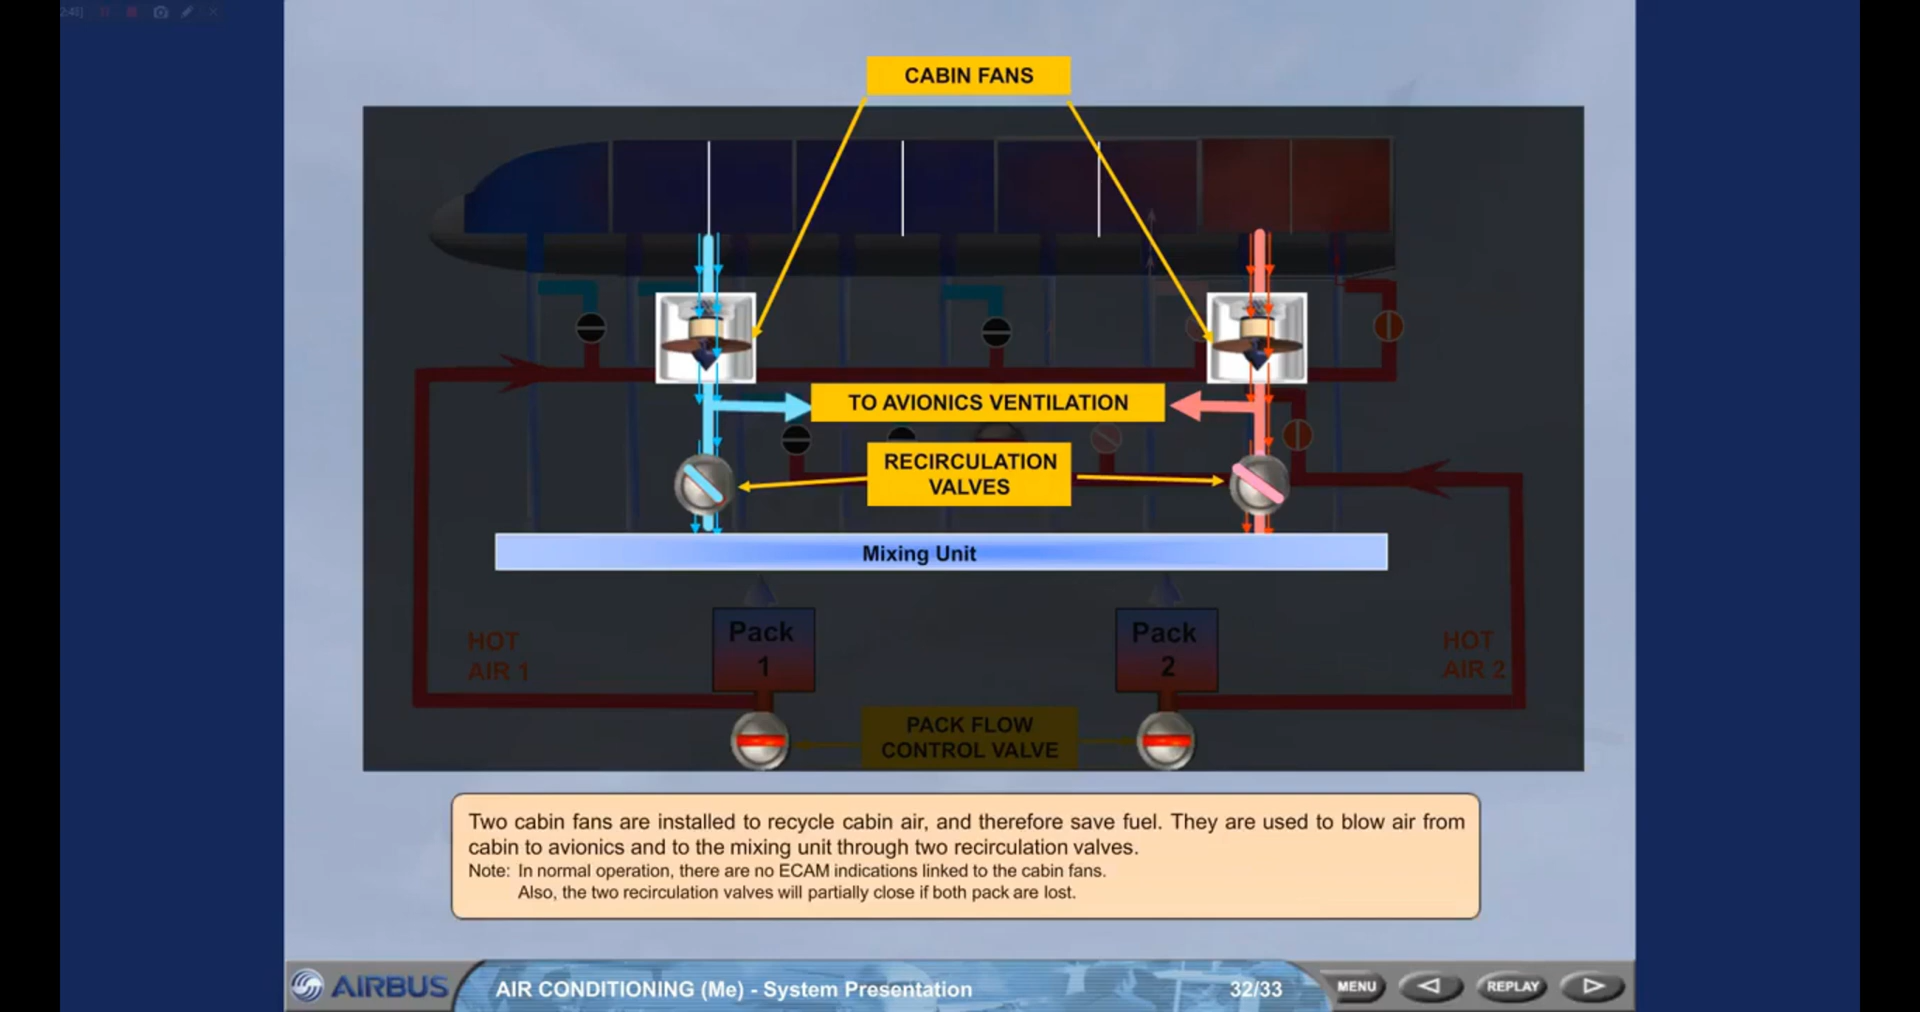 2:48]
CABIN FANS
TO AVIONICS VENTILATION
RECIRCULATION
VALVES
Mixing Unit
Pack
1
Pack
2
HOT
AIR 1
HOT
AIR 2
PACK FLOW
CONTROL VALVE
Two cabin fans are installed to recycle cabin air, and therefore save fuel. They are used to blow air from
cabin to avionics and to the mixing unit through two recirculation valves.
Note: In normal operation, there are no ECAM indications linked to the cabin fans.
Also, the two recirculation valves will partially close if both pack are lost.
AIRBUS
AIR CONDITIONING (Me) - System Presentation
32/33
MENU
REPLAY